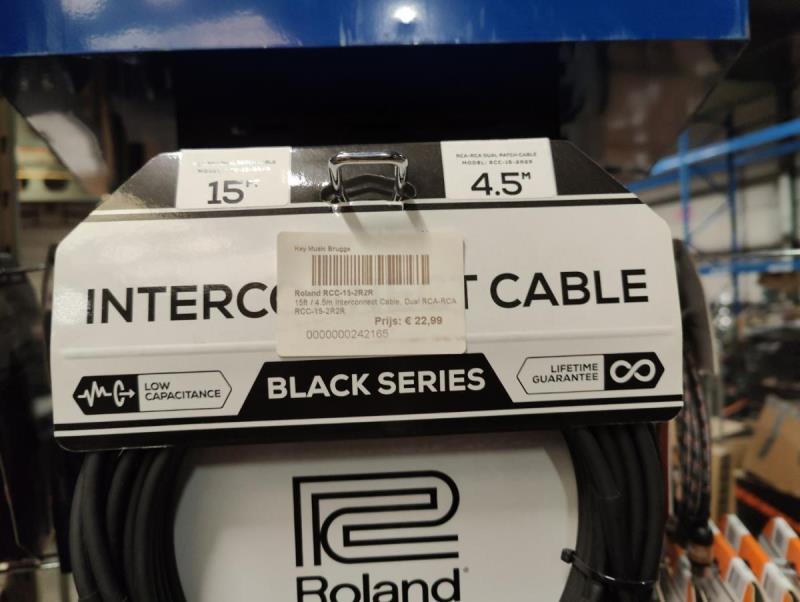 15FT
RCA-RCA DUAL PATCH CABLE
MODEL: RCC-15-2R2R
4.5M
Key Music Brugge
Roland RCC-15-2R2R
15ft / 4.5m Interconnect Cable, Dual RCA-RCA
RCC-15-2R2R
Prijs: € 22,99
0000000242165
CABLE
LOW
CAPACITANCE
BLACK SERIES
LIFETIME
GUARANTEE
Roland